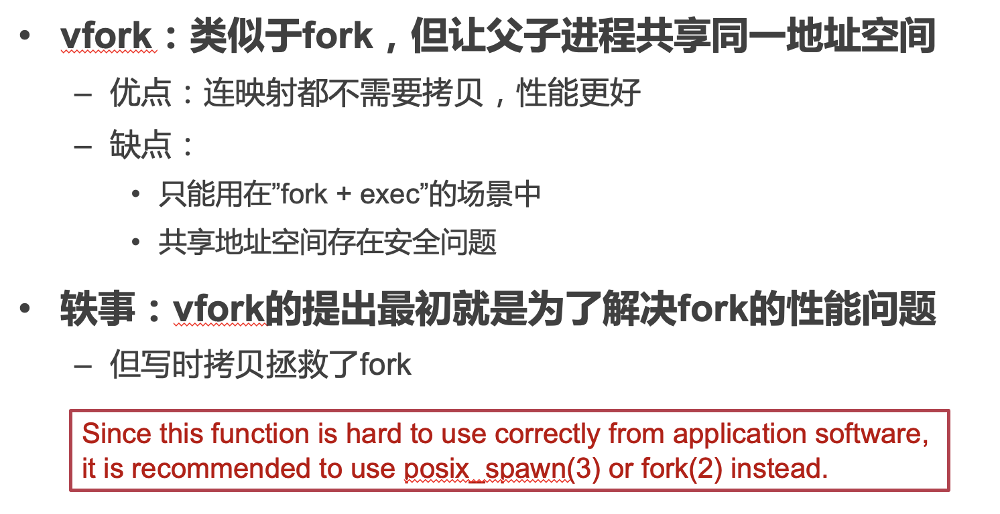 • vfork：类似于fork，但让父子进程共享同一地址空间
– 优点：连映射都不需要拷贝，性能更好
– 缺点：
• 只能用在”fork + exec”的场景中
• 共享地址空间存在安全问题
• 轶事：vfork的提出最初就是为了解决fork的性能问题
– 但写时拷贝拯救了fork
Since this function is hard to use correctly from application software,
it is recommended to use posix_spawn(3) or fork(2) instead.